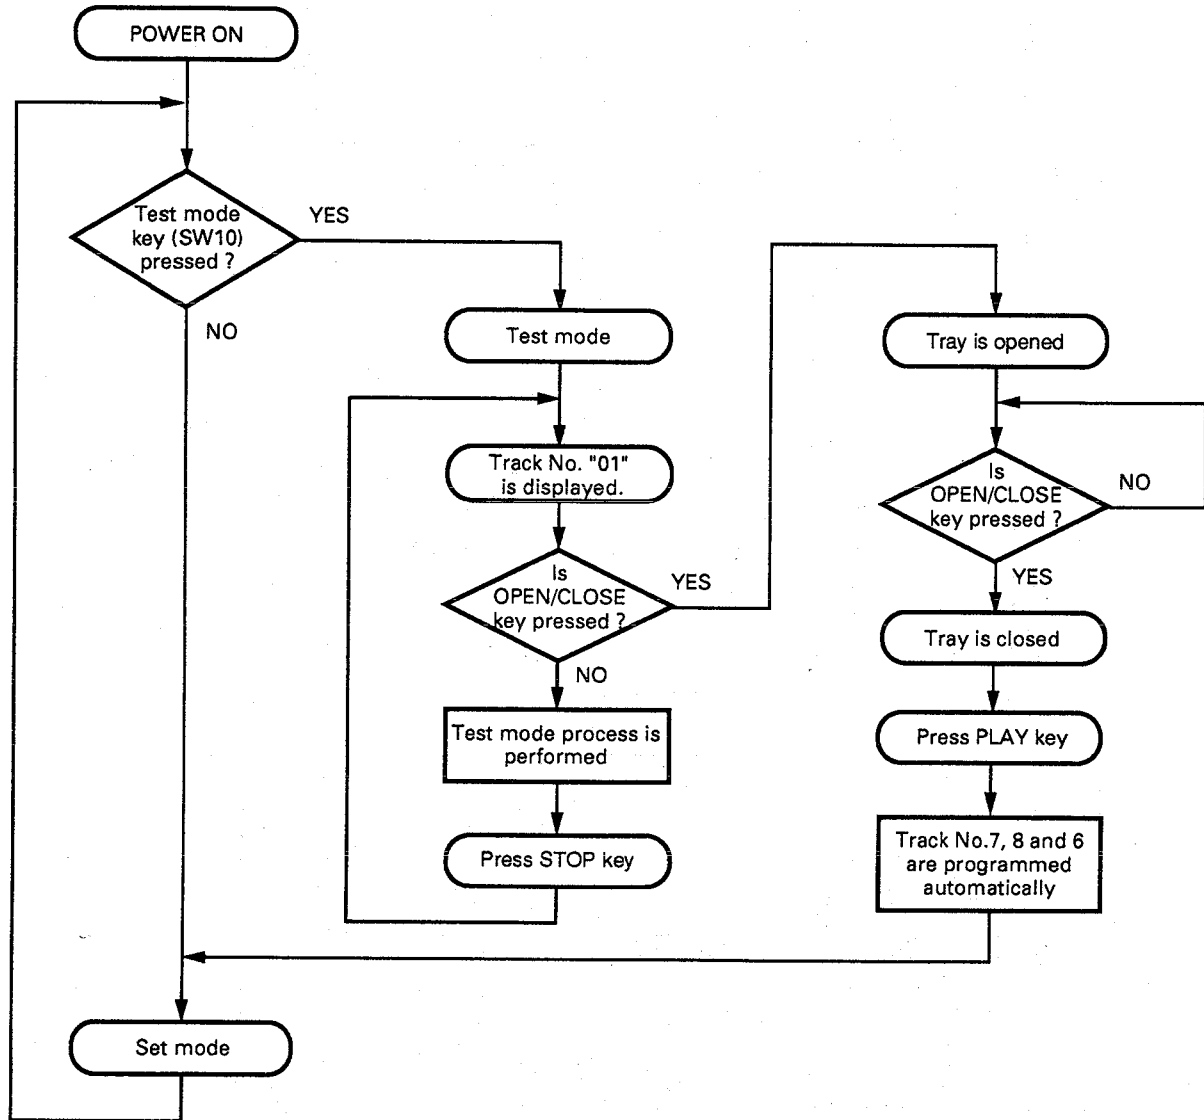 POWER ON
Test mode
key (SW10)
pressed ?
YES
NO
Test mode
Track No. "01"
is displayed.
Is
OPEN/CLOSE
key pressed ?
YES
NO
Test mode process is
performed
Press STOP key
Tray is opened
Is
OPEN/CLOSE
key pressed ?
NO
YES
Tray is closed
Press PLAY key
Track No.7, 8 and 6
are programmed
automatically
Set mode